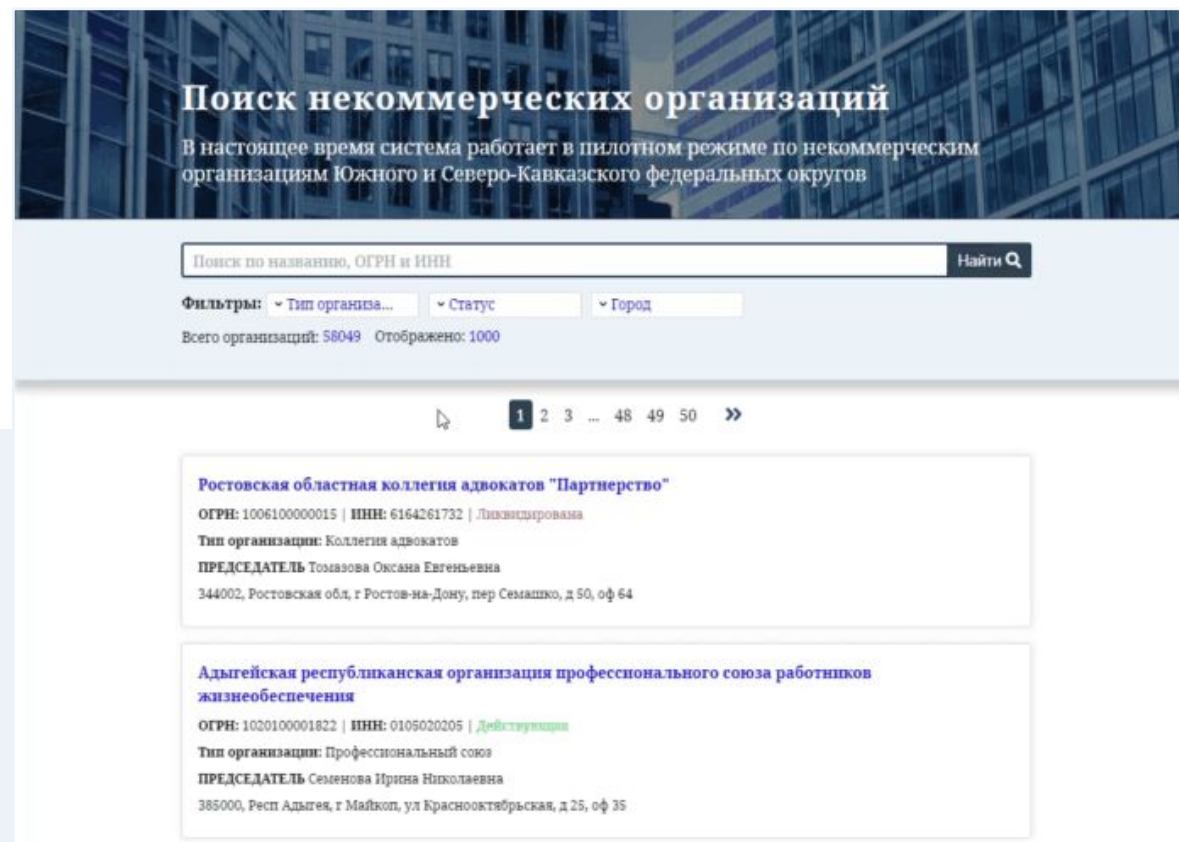 Поиск некоммерческих организаций
В настоящее время система работает в пилотном режиме по некоммерческим
организациям Южного и Северо-Кавказского федеральных округов
Поиск по названию, ОГРН и ИНН
Найти
Фильтры: Тип организа... Статус Город
Всего организаций: 58049 Отображено: 1000
1 2 3 ... 48 49 50 »
Ростовская областная коллегия адвокатов "Партнерство"
ОГРН: 1006100000015 | ИНН: 6164261732 | Ликвидирована
Тип организации: Коллегия адвокатов
ПРЕДСЕДАТЕЛЬ Томазова Оксана Евгеньевна
344002, Ростовская обл, г Ростов-на-Дону, пер Семашко, д 50, оф 64
Адыгейская республиканская организация профессионального союза работников
жизнеобеспечения
ОГРН: 1020100001822 | ИНН: 0105020205 | Действующая
Тип организации: Профессиональный союз
ПРЕДСЕДАТЕЛЬ Семенова Ирина Николаевна
385000, Респ Адыгея, г Майкоп, ул Краснооктябрьская, д 25, оф 35